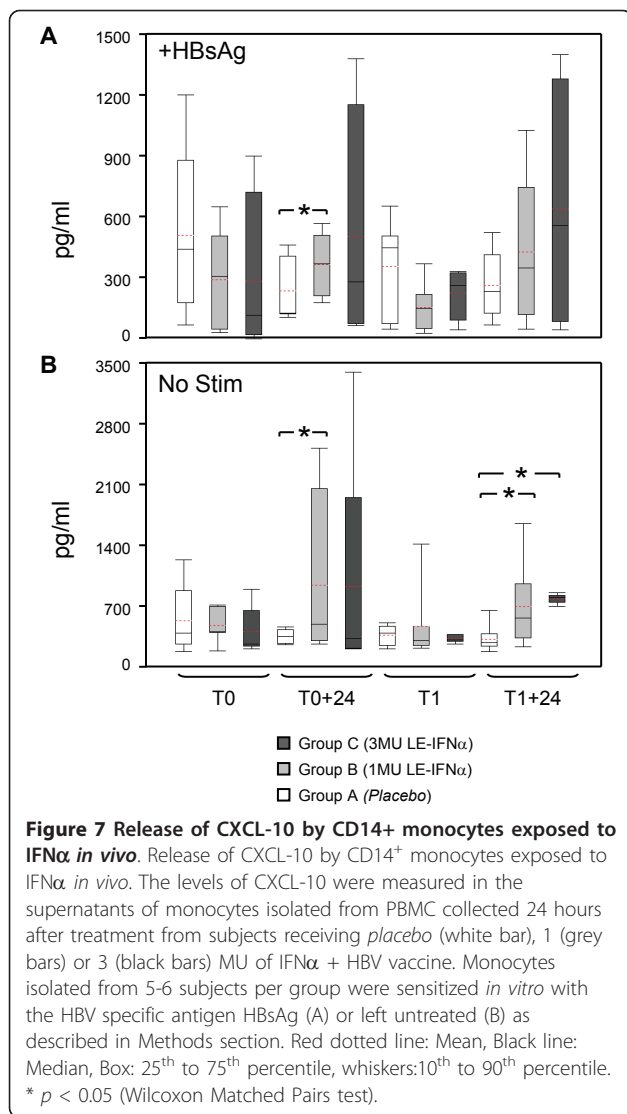 A
+HBsAg
1500
1200
900
600
300
0
pg/ml
*
B
No Stim
3500
2800
2100
1400
700
0
pg/ml
*
*
*
T0
T0+24
T1
T1+24
Group C (3MU LE-IFNα)
Group B (1MU LE-IFNα)
Group A (Placebo)
Figure 7 Release of CXCL-10 by CD14+ monocytes exposed to
IFNα in vivo. Release of CXCL-10 by CD14+ monocytes exposed to
IFNα in vivo. The levels of CXCL-10 were measured in the
supernatants of monocytes isolated from PBMC collected 24 hours
after treatment from subjects receiving placebo (white bar), 1 (grey
bars) or 3 (black bars) MU of IFNα + HBV vaccine. Monocytes
isolated from 5-6 subjects per group were sensitized in vitro with
the HBV specific antigen HBsAg (A) or left untreated (B) as
described in Methods section. Red dotted line: Mean, Black line:
Median, Box: 25th to 75th percentile, whiskers:10th to 90th percentile.
* p < 0.05 (Wilcoxon Matched Pairs test).